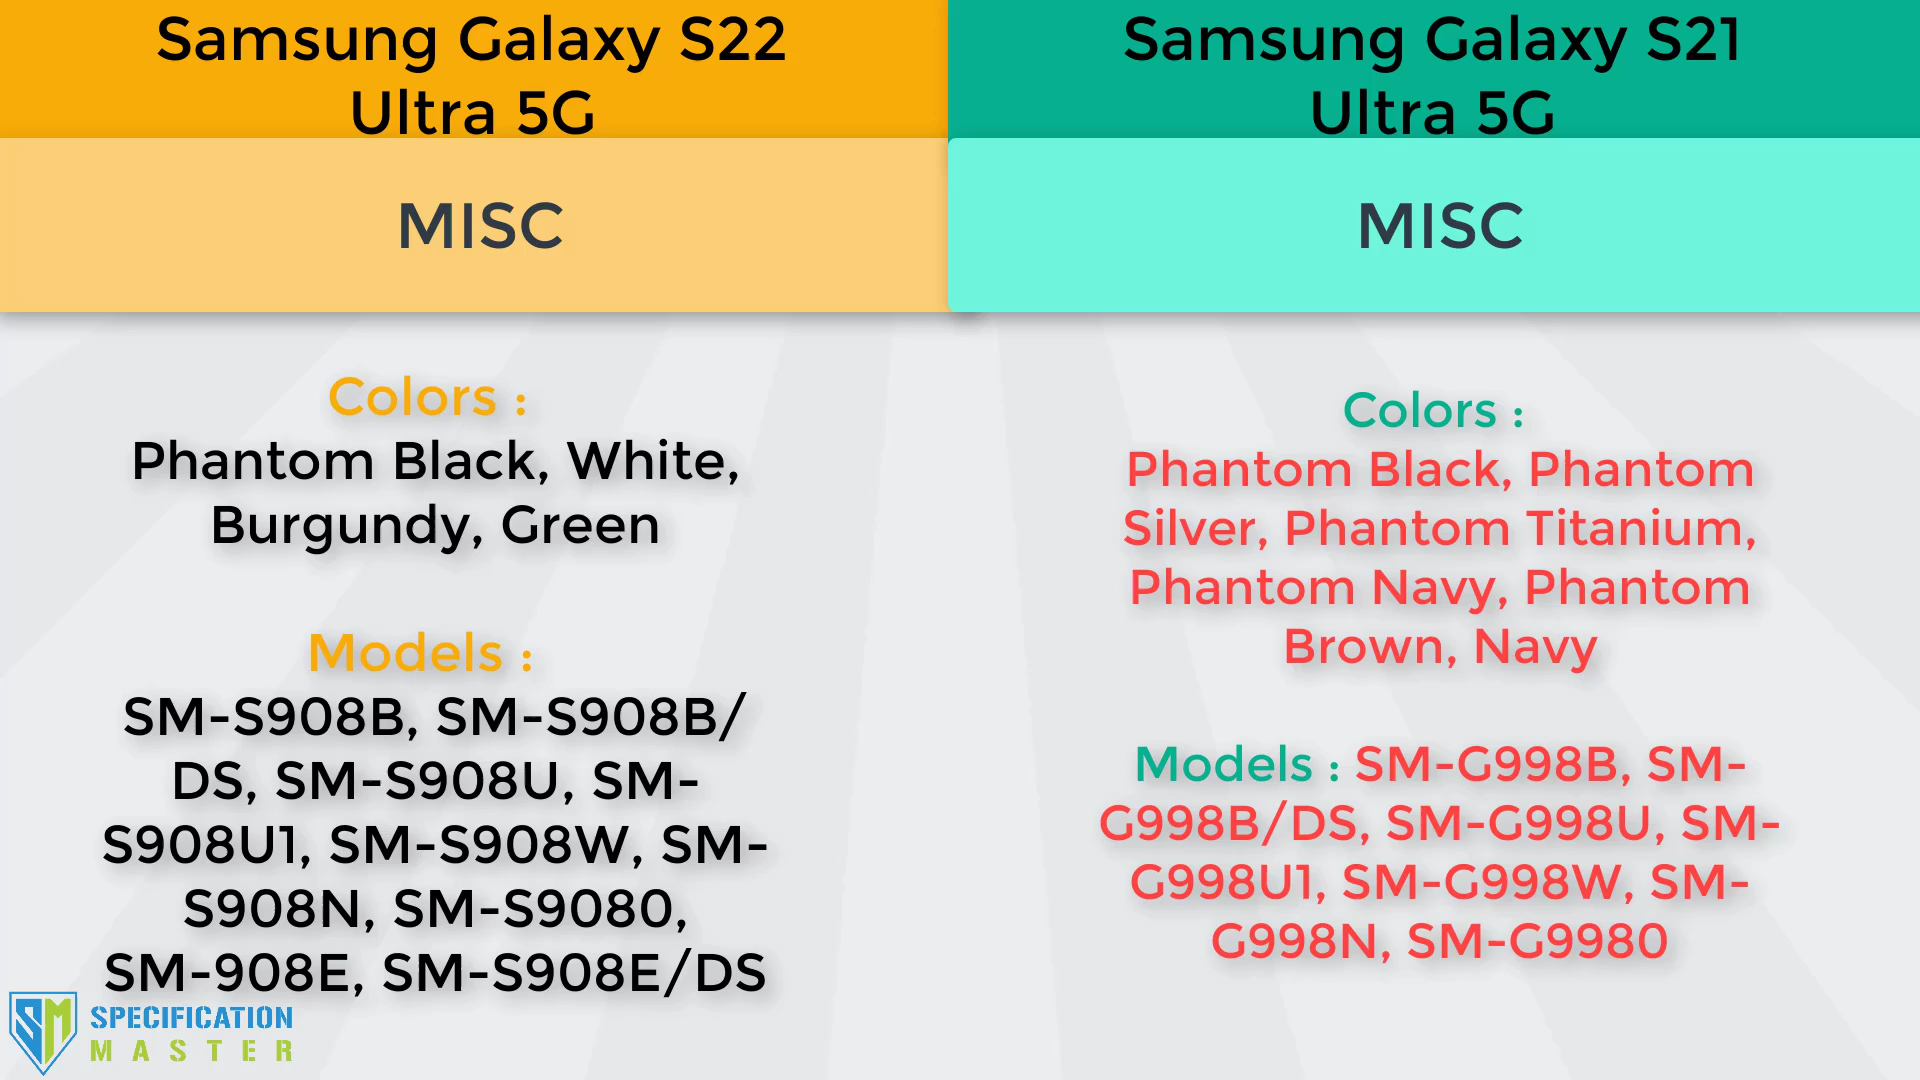 Samsung Galaxy S22
Ultra 5G
MISC
Colors :
Phantom Black, White,
Burgundy, Green
Models :
SM-S908B, SM-S908B/
DS, SM-S908U, SM-
S908U1, SM-S908W, SM-
S908N, SM-S9080,
SM-908E, SM-S908E/DS
Samsung Galaxy S21
Ultra 5G
MISC
Colors :
Phantom Black, Phantom
Silver, Phantom Titanium,
Phantom Navy, Phantom
Brown, Navy
Models : SM-G998B, SM-
G998B/DS, SM-G998U, SM-
G998U1, SM-G998W, SM-
G998N, SM-G9980
SM
SPECIFICATION
MASTER